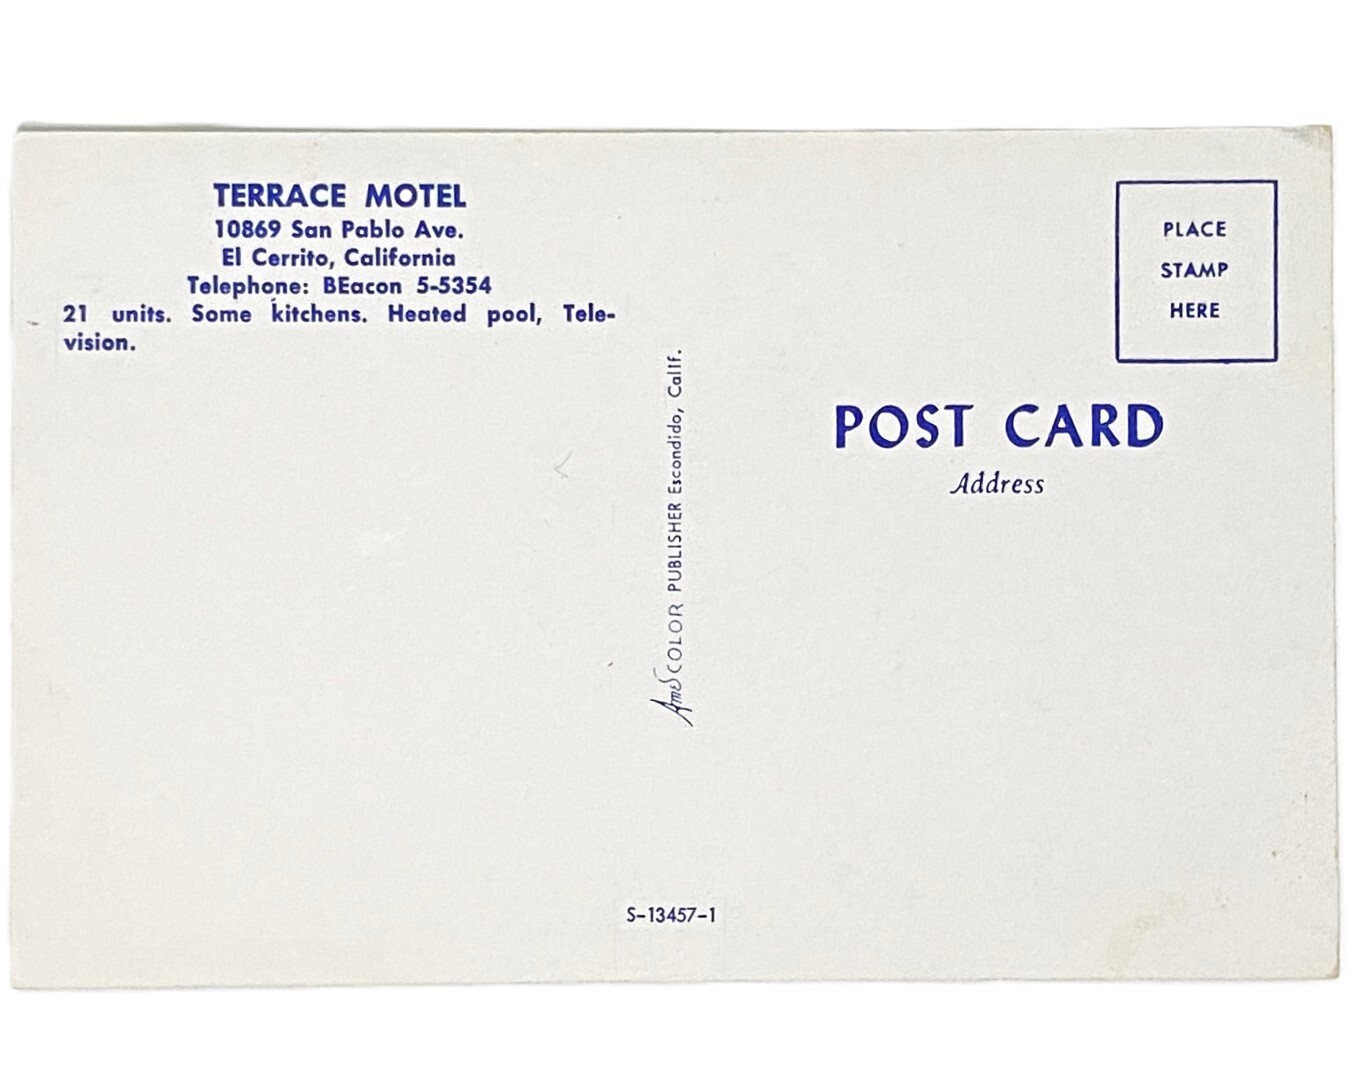 TERRACE MOTEL
10869 San Pablo Ave.
El Cerrito, California
Telephone: BEacon 5-5354
21 units. Some kitchens. Heated pool, Tele-
vision.
AmesCOLOR PUBLISHER Escondido, Calif.
PLACE
STAMP
HERE
POST CARD
Address
S-13457-1